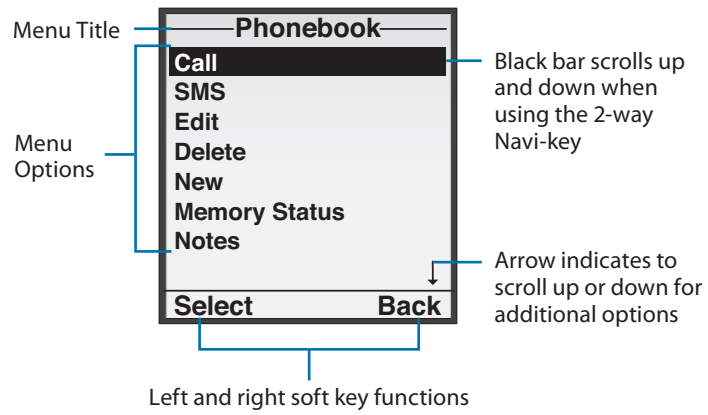 Menu Title
Phonebook
Call
SMS
Edit
Delete
New
Memory Status
Notes
Select Back
Menu
Options
Black bar scrolls up
and down when
using the 2-way
Navi-key
Arrow indicates to
scroll up or down for
additional options
Left and right soft key functions